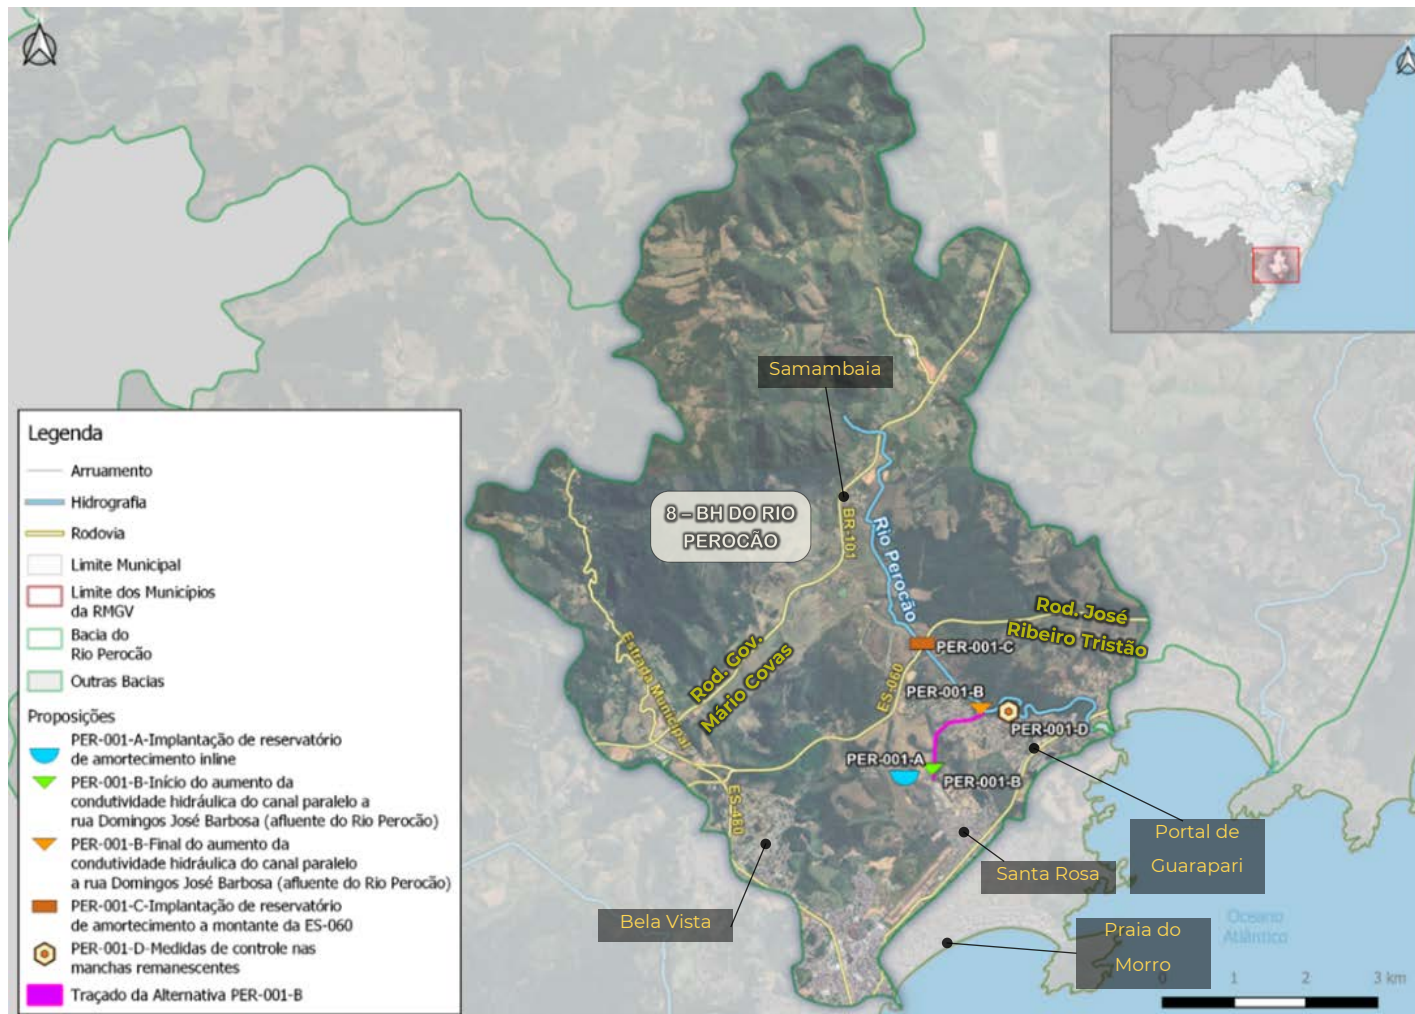 Samambaia
8 – BH DO RIO
PEROCÃO
BR-101
Rio Perocão
Rod. José
Ribeiro Tristão
Rod. Gov.
Mário Covas
Estrada Municipal
ES-060
ES-480
PER-001-C
PER-001-B
PER-001-D
PER-001-A
PER-001-B
Portal de
Guarapari
Santa Rosa
Bela Vista
Praia do
Morro
Oceano
Atlântico
0 1 2 3 km
Legenda
Arruamento
Hidrografia
Rodovia
Limite Municipal
Limite dos Municípios
da RMGV
Bacia do
Rio Perocão
Outras Bacias
Proposições
PER-001-A-Implantação de reservatório
de amortecimento inline
PER-001-B-Início do aumento da
condutividade hidráulica do canal paralelo a
rua Domingos José Barbosa (afluente do Rio Perocão)
PER-001-B-Final do aumento da
condutividade hidráulica do canal paralelo
a rua Domingos José Barbosa (afluente do Rio Perocão)
PER-001-C-Implantação de reservatório
de amortecimento a montante da ES-060
PER-001-D-Medidas de controle nas
manchas remanescentes
Traçado da Alternativa PER-001-B